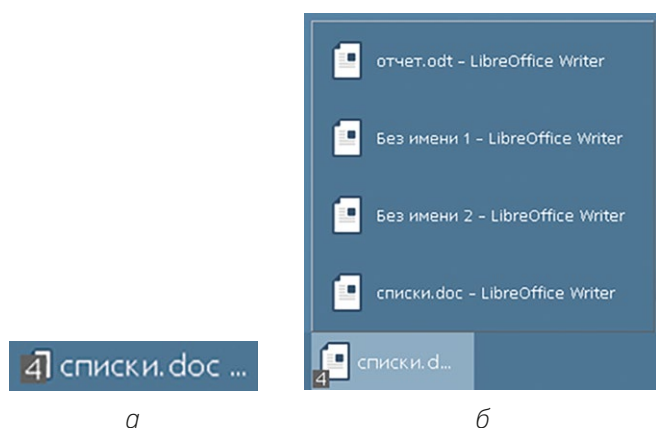 отчет.odt – LibreOffice Writer
Без имени 1 – LibreOffice Writer
Без имени 2 – LibreOffice Writer
списки.doc – LibreOffice Writer
4 списки.doc ...
4 списки.d...
а
б